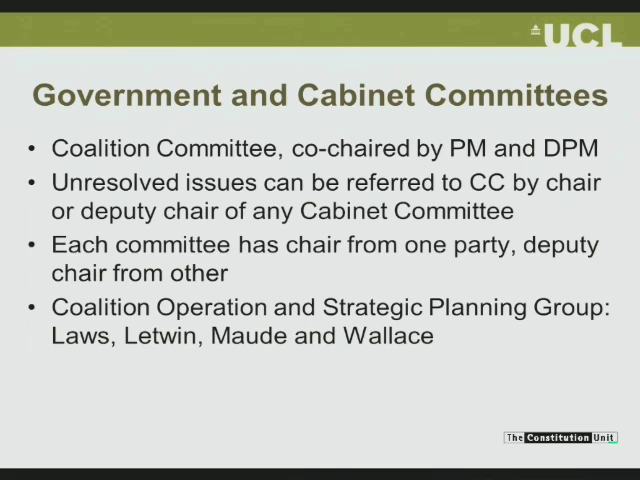 UCL
Government and Cabinet Committees
• Coalition Committee, co-chaired by PM and DPM
• Unresolved issues can be referred to CC by chair
or deputy chair of any Cabinet Committee
• Each committee has chair from one party, deputy
chair from other
• Coalition Operation and Strategic Planning Group:
Laws, Letwin, Maude and Wallace
The Constitution Unit